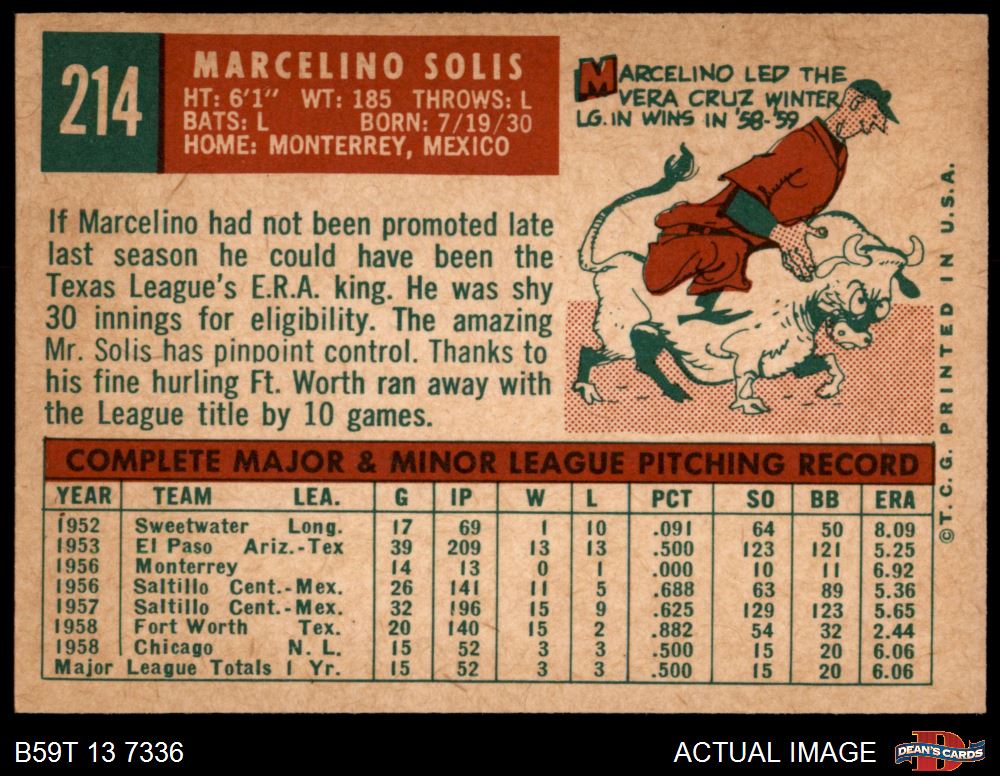 214
MARCELINO SOLIS
HT: 6'1" WT: 185 THROWS: L
BATS: L BORN: 7/19/30
HOME: MONTERREY, MEXICO
MARCELINO LED THE
VERA CRUZ WINTER
LG. IN WINS IN '58-'59
If Marcelino had not been promoted late
last season he could have been the
Texas League's E.R.A. king. He was shy
30 innings for eligibility. The amazing
Mr. Solis has pinpoint control. Thanks to
his fine hurling Ft. Worth ran away with
the League title by 10 games.
COMPLETE MAJOR & MINOR LEAGUE PITCHING RECORD
YEAR TEAM LEA. G IP W L PCT SO BB ERA
1952 Sweetwater Long. 17 69 1 10 .091 64 50 8.09
1953 El Paso Ariz.-Tex 39 209 13 13 .500 123 121 5.25
1956 Monterrey 14 13 0 1 .000 10 11 6.92
1956 Saltillo Cent.-Mex. 26 141 11 5 .688 63 89 5.36
1957 Saltillo Cent.-Mex. 32 196 15 9 .625 129 123 5.65
1958 Fort Worth Tex. 20 140 15 2 .882 54 32 2.44
1958 Chicago N. L. 15 52 3 3 .500 15 20 6.06
Major League Totals 1 Yr. 15 52 3 3 .500 15 20 6.06
©T. C. G. PRINTED IN U. S. A.
B59T 13 7336
ACTUAL IMAGE
D
DEAN'S CARDS